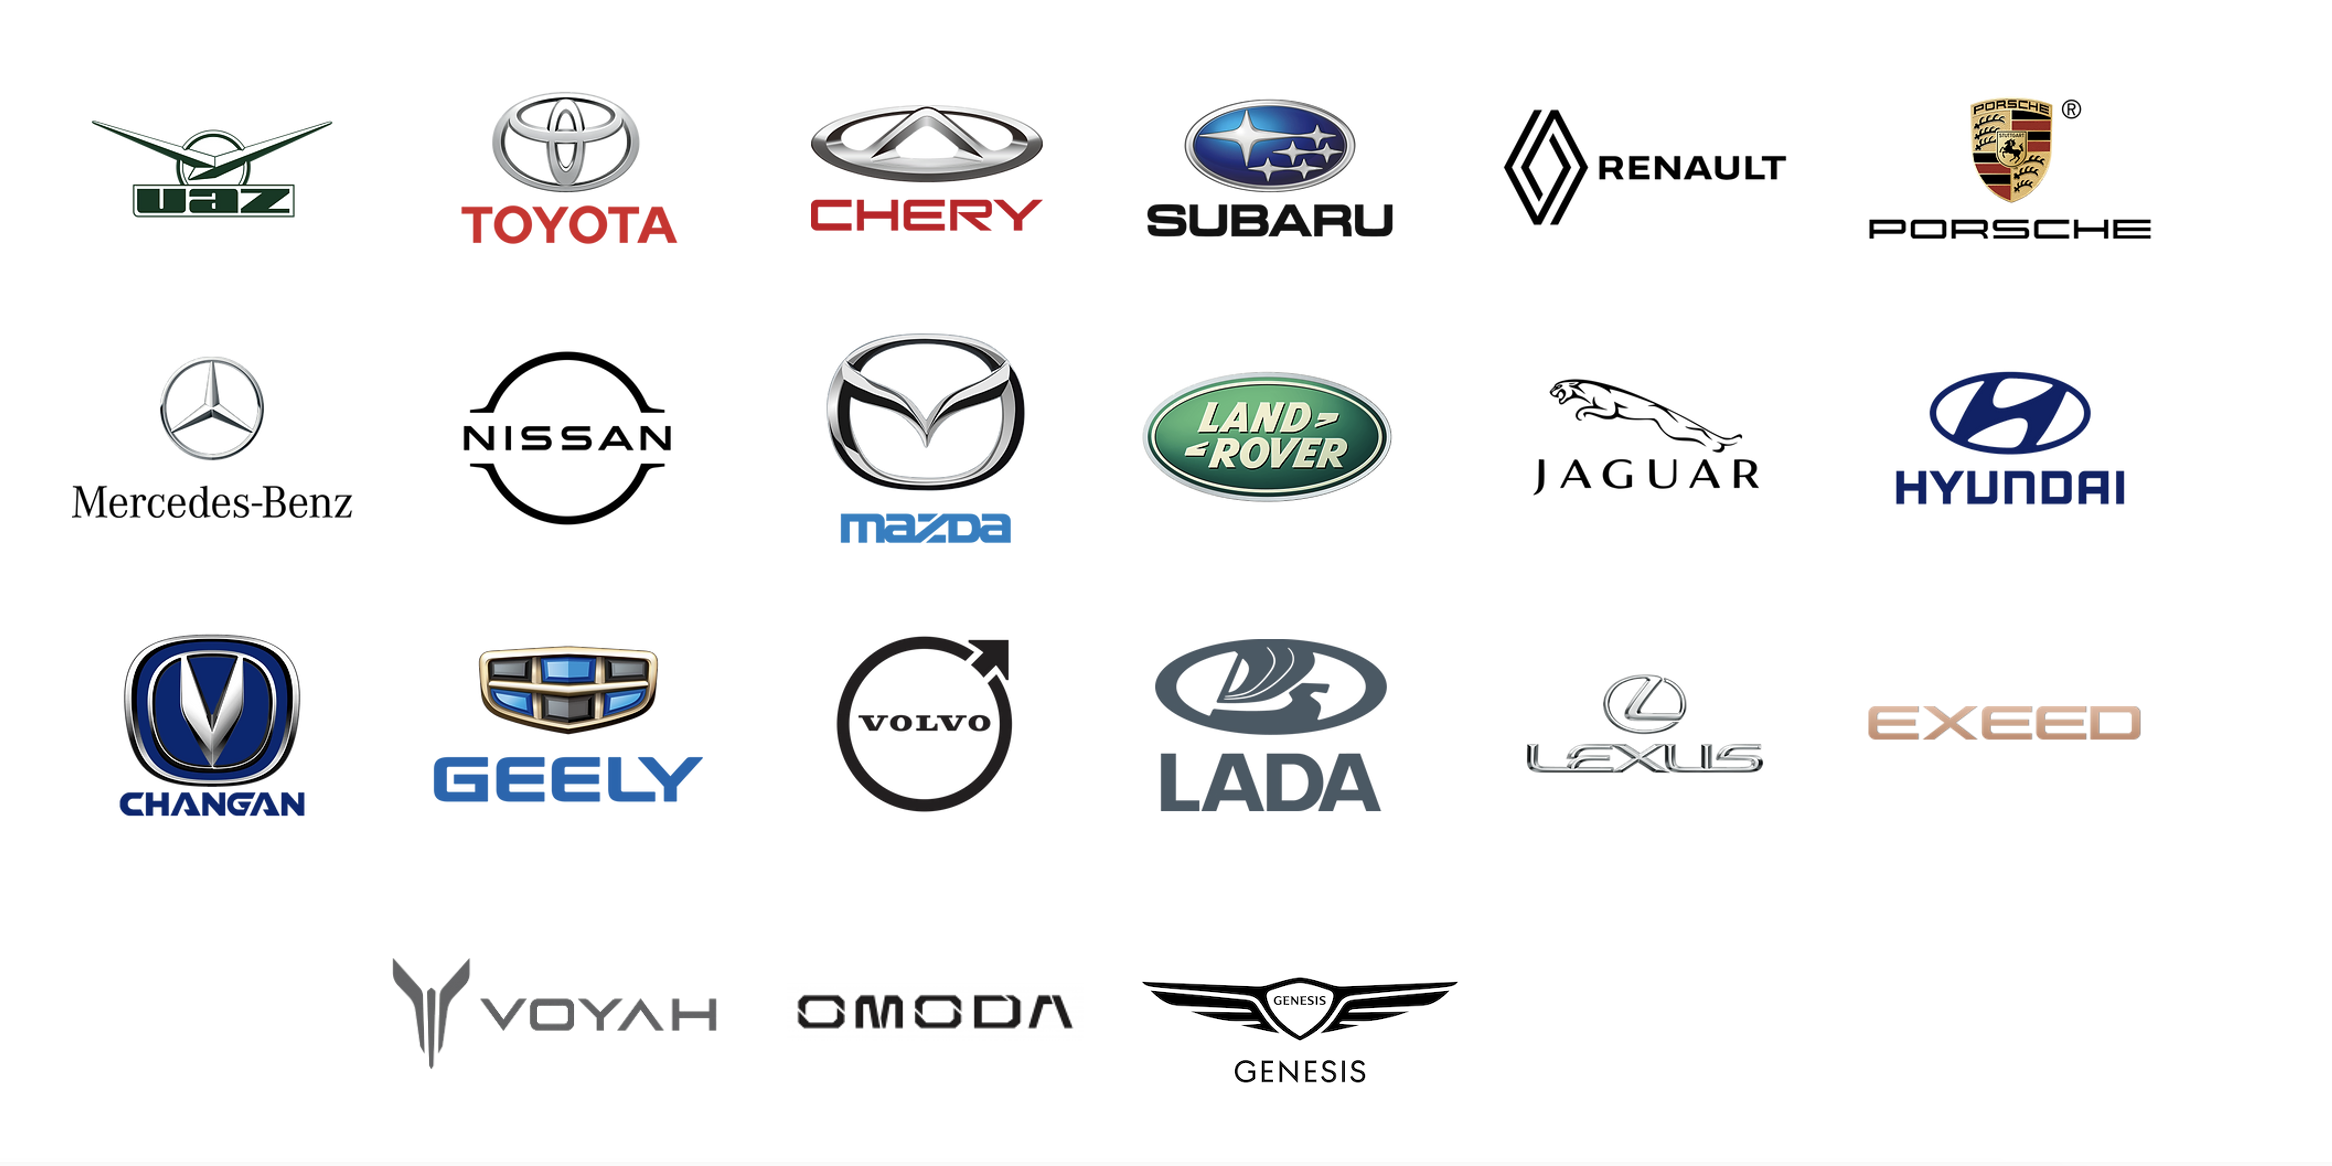 uaz
TOYOTA
CHERY
SUBARU
RENAULT
PORSCHE
STUTTGART
®
PORSCHE
Mercedes-Benz
NISSAN
mazda
LAND
ROVER
JAGUAR
HYUNDAI
CHANGAN
GEELY
VOLVO
LADA
LEXUS
EXEED
VOYAH
OMODA
GENESIS
GENESIS